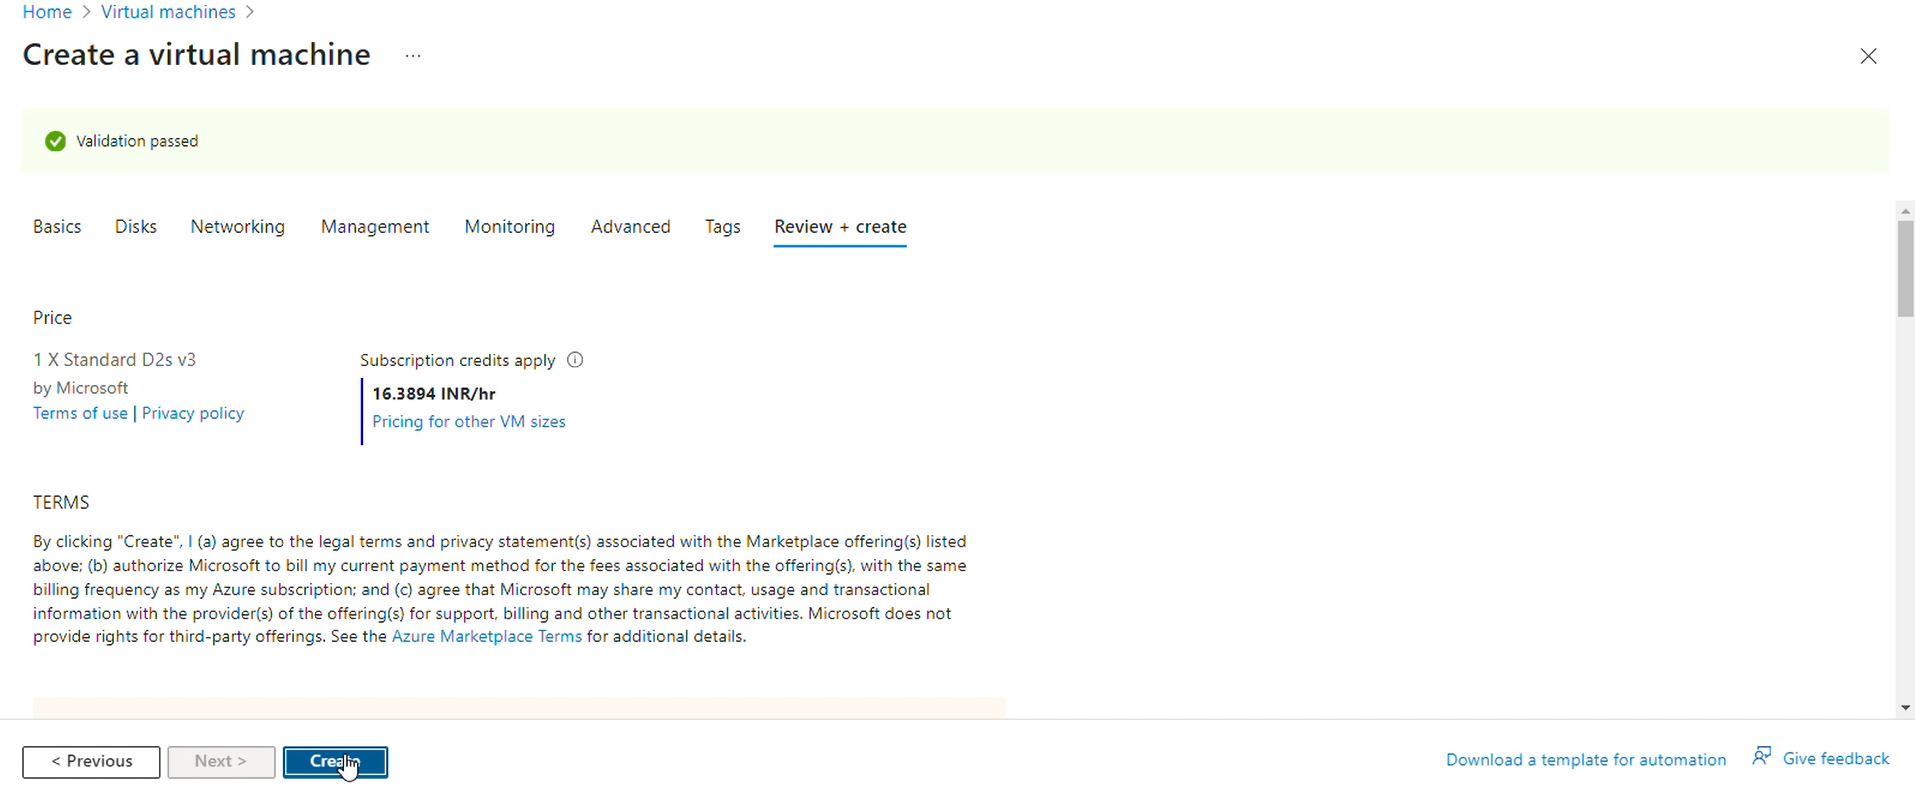 Home > Virtual machines >
Create a virtual machine ...
Validation passed
Basics Disks Networking Management Monitoring Advanced Tags Review + create
Price
1 X Standard D2s v3
by Microsoft
Terms of use | Privacy policy
Subscription credits apply
16.3894 INR/hr
Pricing for other VM sizes
TERMS
By clicking "Create", I (a) agree to the legal terms and privacy statement(s) associated with the Marketplace offering(s) listed
above; (b) authorize Microsoft to bill my current payment method for the fees associated with the offering(s), with the same
billing frequency as my Azure subscription; and (c) agree that Microsoft may share my contact, usage and transactional
information with the provider(s) of the offering(s) for support, billing and other transactional activities. Microsoft does not
provide rights for third-party offerings. See the Azure Marketplace Terms for additional details.
< Previous Next > Create Download a template for automation Give feedback